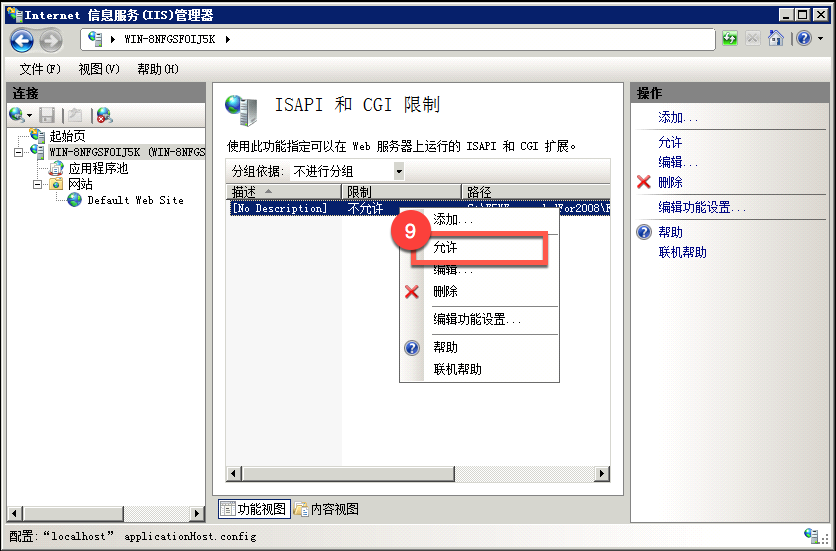 Internet 信息服务(IIS)管理器
WIN-8NFGSFOIJ5K
文件(F) 视图(V) 帮助(H)
连接
起始页
WIN-8NFGSFOIJ5K (WIN-8NFGS
应用程序池
网站
Default Web Site
ISAPI 和 CGI 限制
使用此功能指定可以在 Web 服务器上运行的 ISAPI 和 CGI 扩展。
分组依据: 不进行分组
描述 限制 路径
[No Description] 不允许
添加...
9
允许
编辑...
删除
编辑功能设置...
帮助
联机帮助
功能视图 内容视图
操作
添加...
允许
编辑...
删除
编辑功能设置...
帮助
联机帮助
配置:“localhost” applicationHost.config